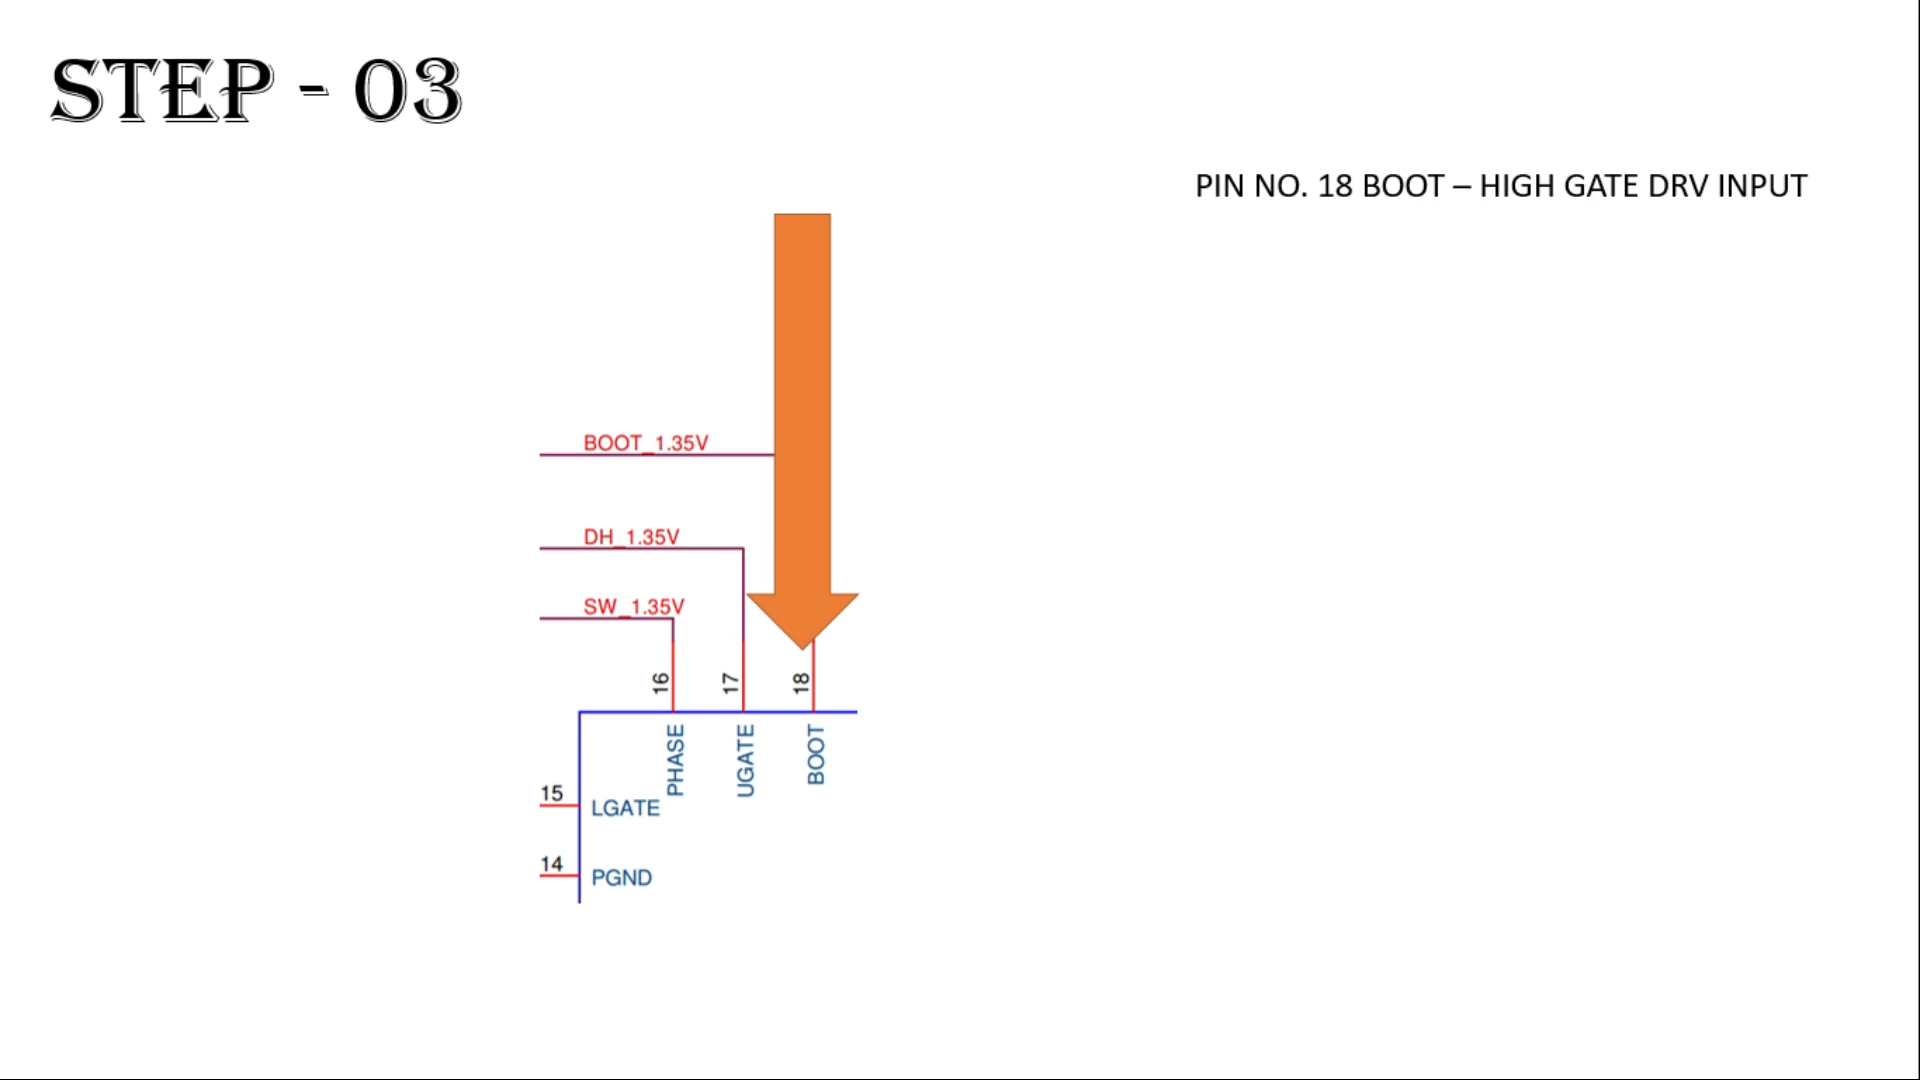 STEP - 03
PIN NO. 18 BOOT – HIGH GATE DRV INPUT
BOOT_1.35V
DH_1.35V
SW_1.35V
16
17
18
PHASE
UGATE
BOOT
15
LGATE
14
PGND